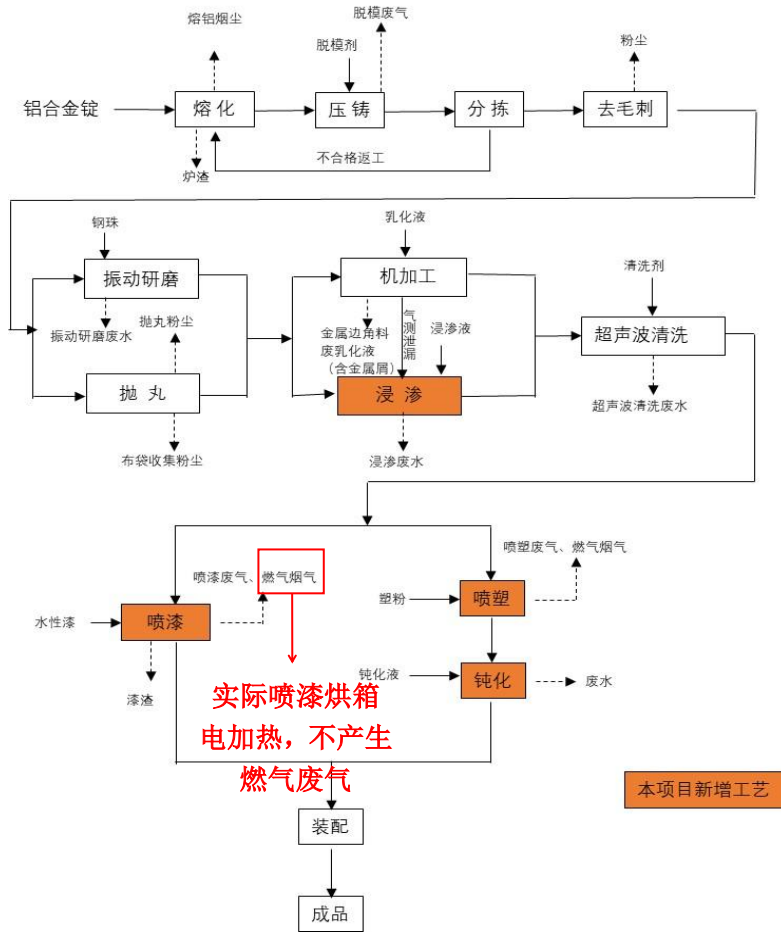 熔铝烟尘
脱模剂
脱模废气
粉尘
铝合金锭
熔化
压铸
分拣
去毛刺
不合格返工
炉渣
钢珠
乳化液
清洗剂
振动研磨
机加工
超声波清洗
振动研磨废水
抛丸粉尘
金属边角料
废乳化液
（含金属屑）
气测泄漏
浸渗液
抛丸
浸渗
超声波清洗废水
布袋收集粉尘
浸渗废水
喷漆废气、燃气烟气
喷塑废气、燃气烟气
水性漆
喷漆
塑粉
喷塑
漆渣
钝化液
钝化
废水
实际喷漆烘箱
电加热，不产生
燃气废气
本项目新增工艺
装配
成品